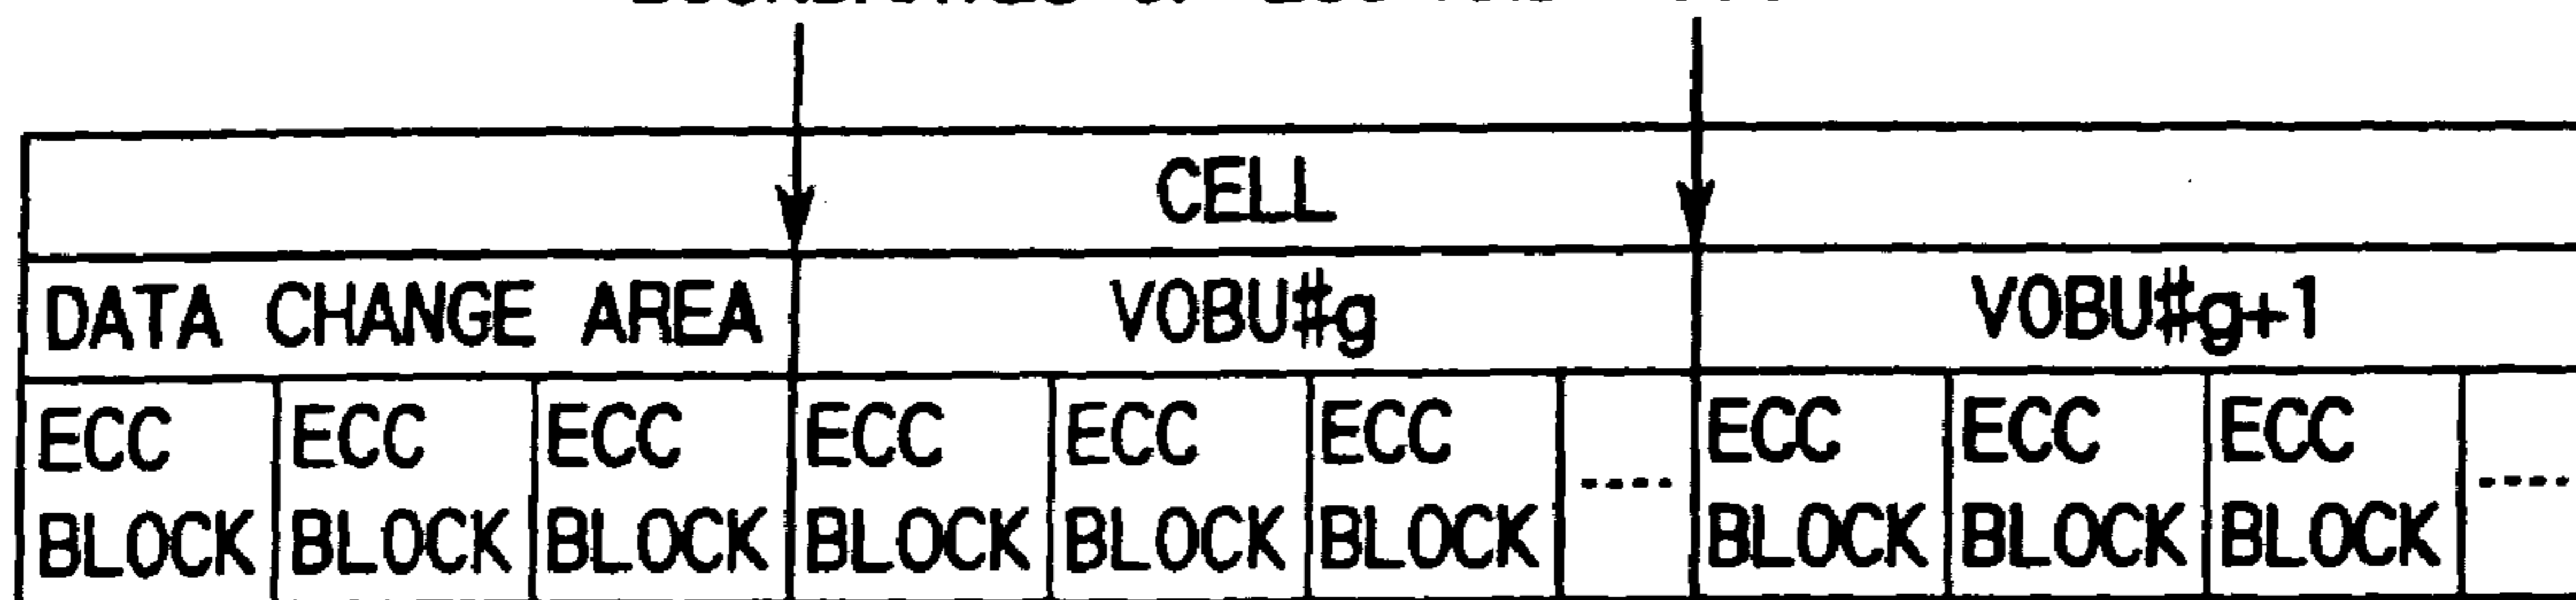 CELL
DATA CHANGE AREA VOBU#g VOBU#g+1
ECC ECC ECC ECC ECC ECC ECC ECC ECC
BLOCK BLOCK BLOCK BLOCK BLOCK BLOCK ---- BLOCK BLOCK BLOCK ----